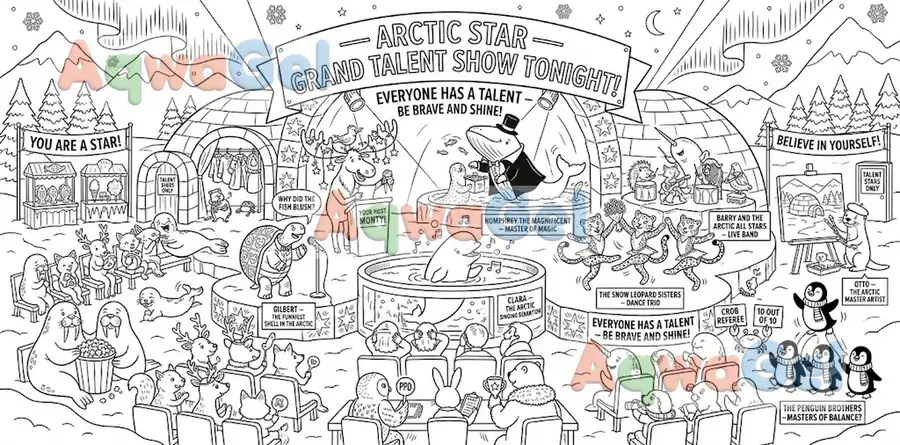 ARCTIC STAR
GRAND TALENT SHOW TONIGHT!
EVERYONE HAS A TALENT –
BE BRAVE AND SHINE!
YOU ARE A STAR!
BELIEVE IN YOURSELF!
TALENT
STARS
ONLY
WHY DID THE
FISH BLUSH?
YOUR HOST
MONTY!
HUMPHREY THE MAGNIFICENT
– MASTER OF MAGIC
BARRY AND THE
ARCTIC ALL STARS
– LIVE BAND
GILBERT –
THE FUNNIEST
SHELL IN THE ARCTIC
CLARA –
THE ARCTIC
SINGING SENSATION
THE SNOW LEOPARD SISTERS
– DANCE TRIO
OTTO –
THE ARCTIC
MASTER ARTIST
EVERYONE HAS A TALENT
– BE BRAVE AND SHINE!
CROB
REFEREE
10 OUT
OF 10
PPO
THE PENGUIN BROTHERS
–MASTERS OF BALANCE?
AqwaGel
AqwaGel
AqwaGel